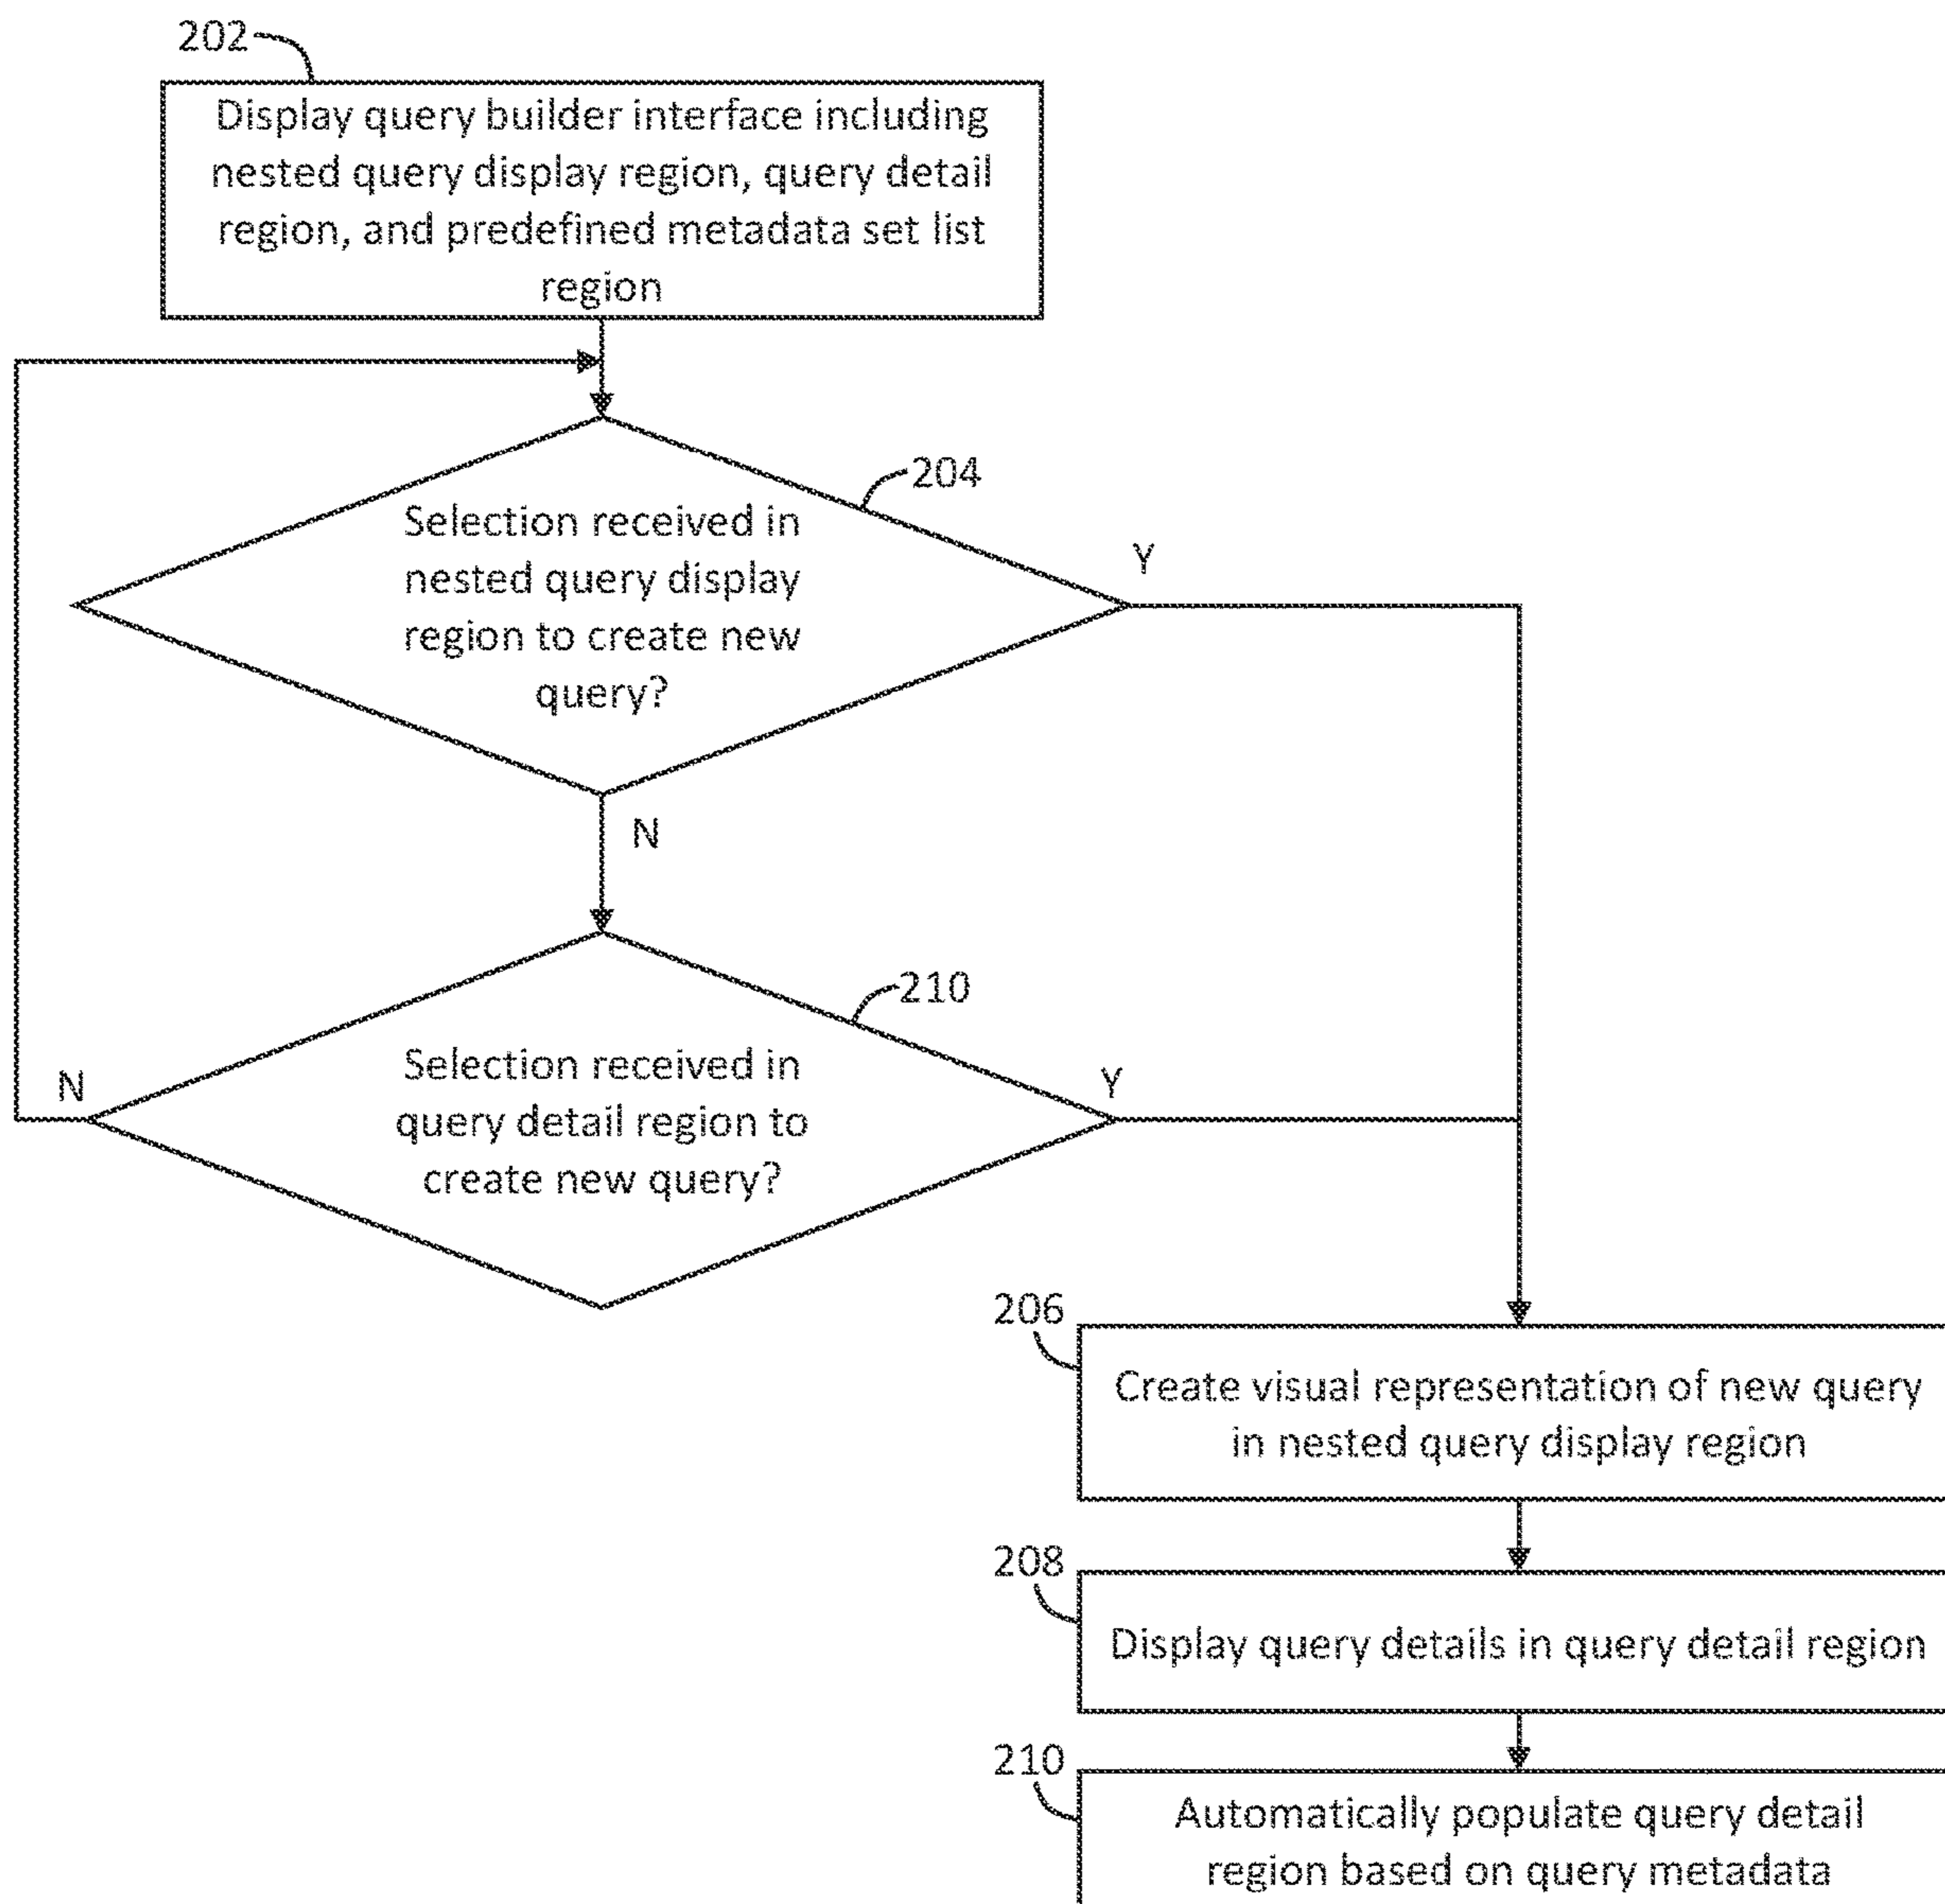 202
Display query builder interface including
nested query display region, query detail
region, and predefined metadata set list
region
204
Selection received in
nested query display
region to create new
query?
Y
N
210
Selection received in
query detail region to
create new query?
N
Y
206
Create visual representation of new query
in nested query display region
208
Display query details in query detail region
210
Automatically populate query detail
region based on query metadata